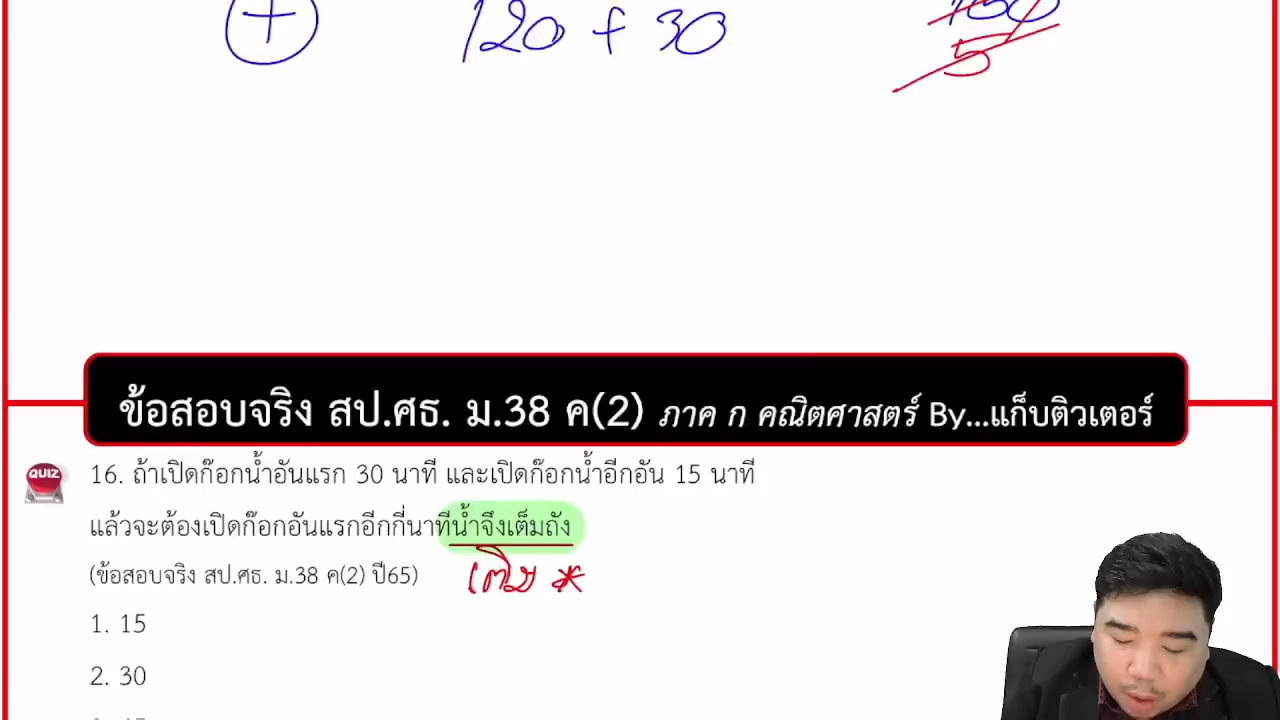 120 + 30
5
ข้อสอบจริง สป.ศธ. ม.38 ค(2) ภาค ก คณิตศาสตร์ By...แก็บติวเตอร์
QUIZ
16. ถ้าเปิดก๊อกน้ำอันแรก 30 นาที และเปิดก๊อกน้ำอีกอัน 15 นาที
แล้วจะต้องเปิดก๊อกอันแรกอีกกี่นาทีน้ำจึงเต็มถัง
(ข้อสอบจริง สป.ศธ. ม.38 ค(2) ปี65)
เต็ม *
1. 15
2. 30